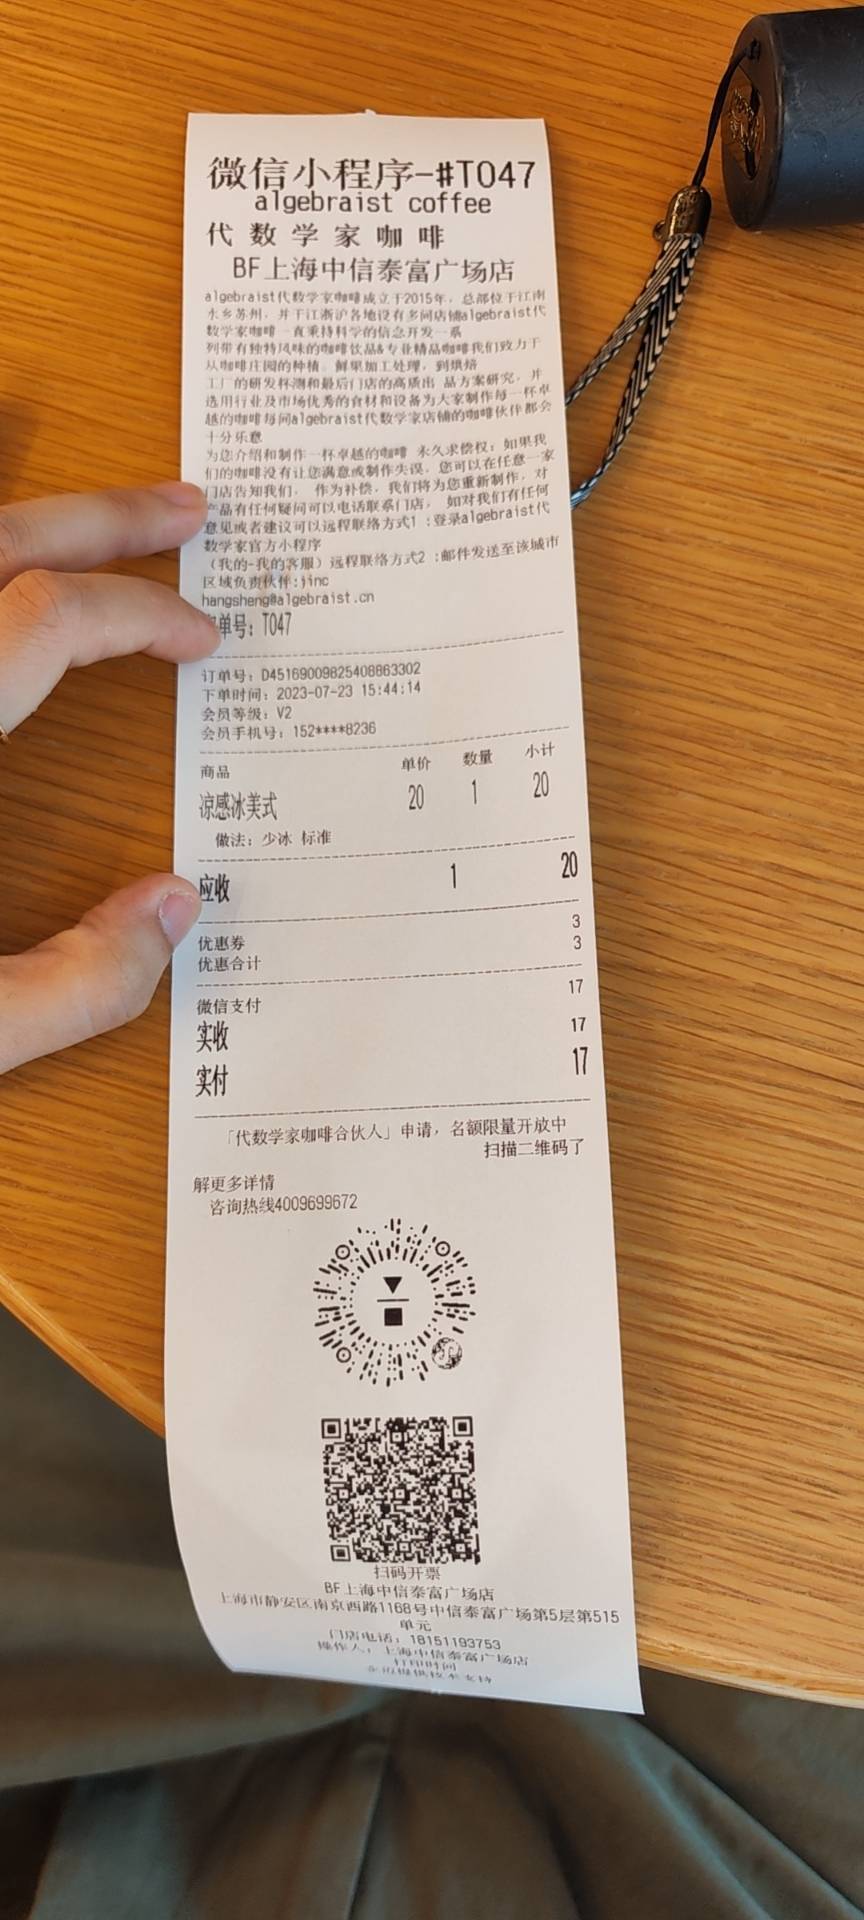 微信小程序-#T047
algebraist coffee
代数学家咖啡
BF上海中信泰富广场店
algebraist代数学家咖啡成立于2015年，总部位于江南
水乡苏州，并于江浙沪各地设有多间店铺algebraist代
数学家咖啡一直秉持科学的信念开发一系
列带有独特风味的咖啡饮品&专业精品咖啡我们致力于
从咖啡庄园的种植、鲜果加工处理，到烘焙
工厂的研发杯测和最后门店的高质出 品方案研究，并
选用行业及市场优秀的食材和设备为大家制作每一杯卓
越的咖啡每间algebraist代数学家店铺的咖啡伙伴都会
十分乐意
为您介绍和制作一杯卓越的咖啡 永久求偿权：如果我
们的咖啡没有让您满意或制作失误，您可以在任意一家
门店告知我们， 作为补偿，我们将为您重新制作，对
产品有任何疑问可以电话联系门店， 如对我们有任何
意见或者建议可以远程联络方式1 :登录algebraist代
数学家官方小程序
（我的-我的客服）远程联络方式2 :邮件发送至该城市
区域负责伙伴:jinc
hangsheng@algebraist.cn
单号: T047
订单号: D45169009825408863302
下单时间: 2023-07-23 15:44:14
会员等级: V2
会员手机号: 152****8236
商品 单价 数量 小计
凉感冰美式 20 1 20
做法: 少冰 标准
应收 1 20
优惠券 3
优惠合计 3
微信支付 17
实收 17
实付 17
「代数学家咖啡合伙人」申请，名额限量开放中
扫描二维码了
解更多详情
咨询热线4009699672
扫码开票
BF上海中信泰富广场店
上海市静安区南京西路1168号中信泰富广场第5层第515
单元
门店电话: 18151193753
操作人: 上海中信泰富广场店
打印时间
提供技术支持